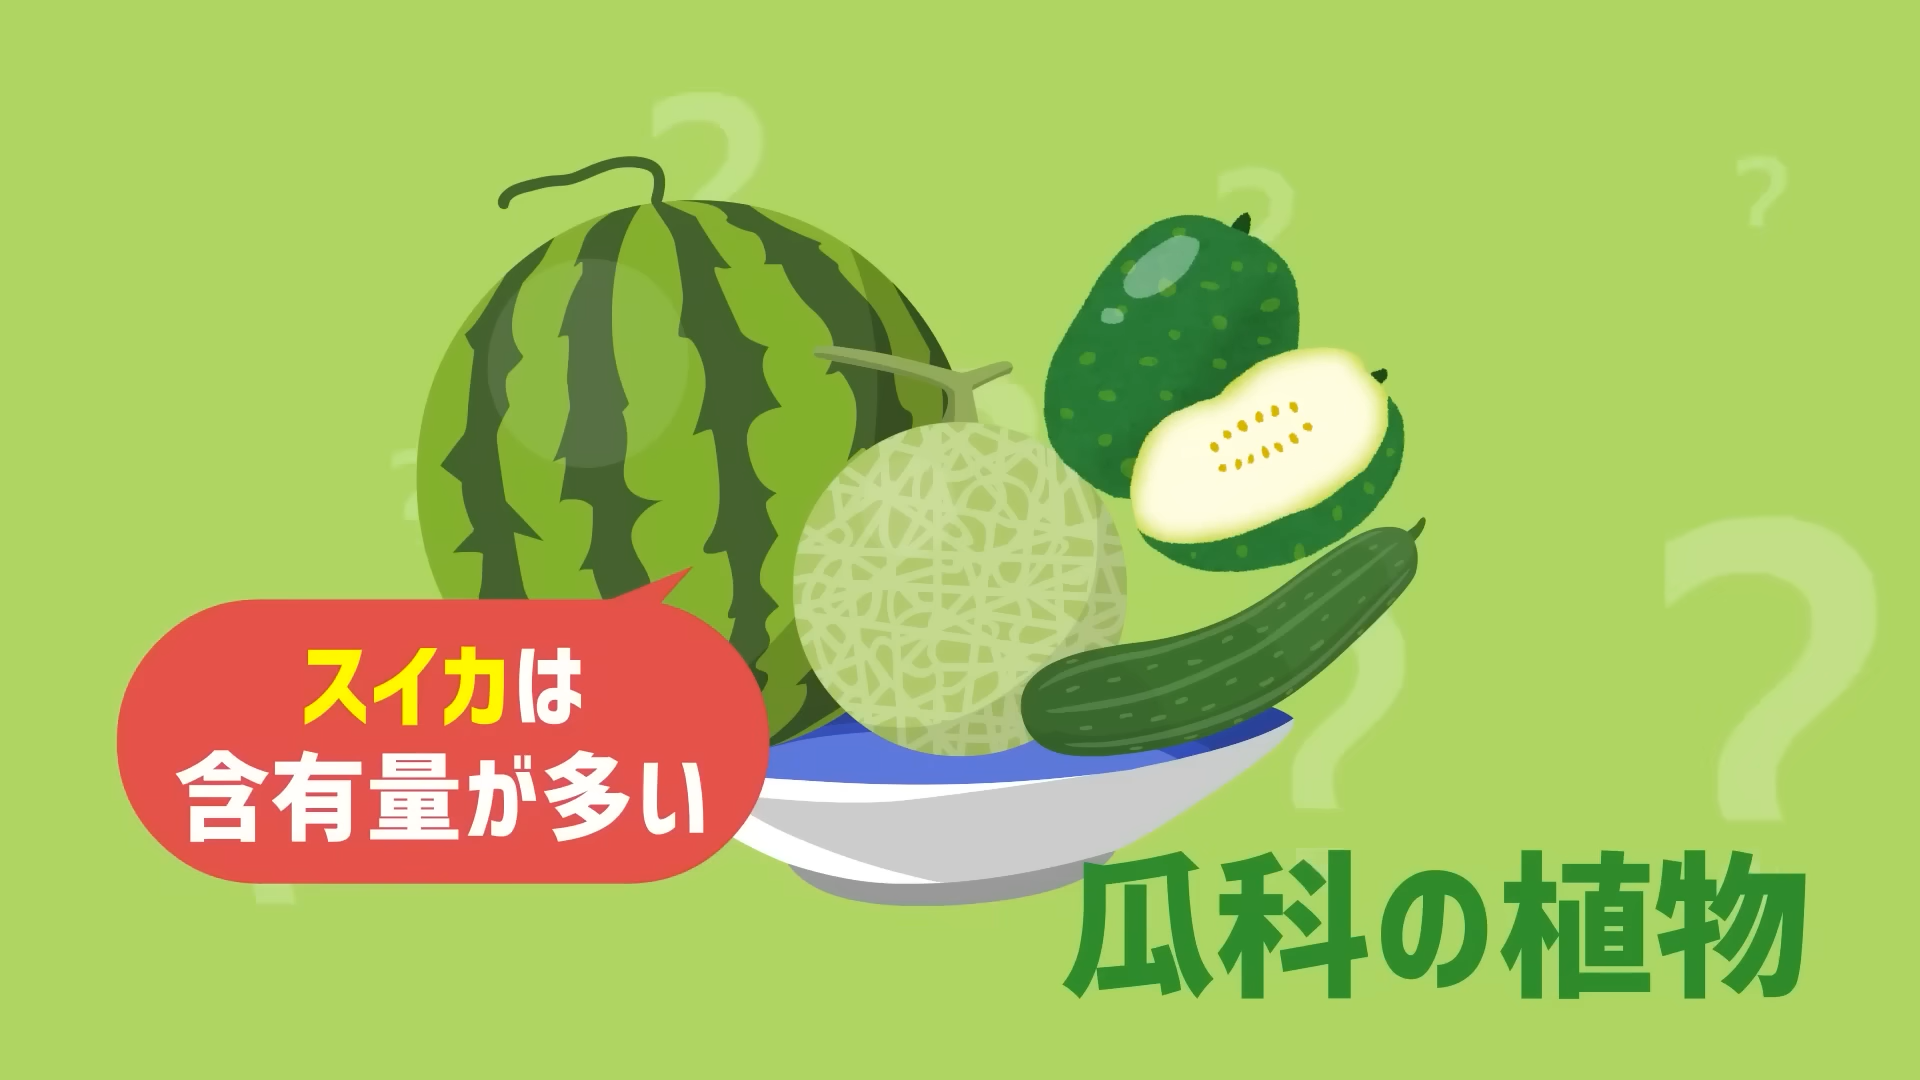 スイカは
含有量が多い
瓜科の植物